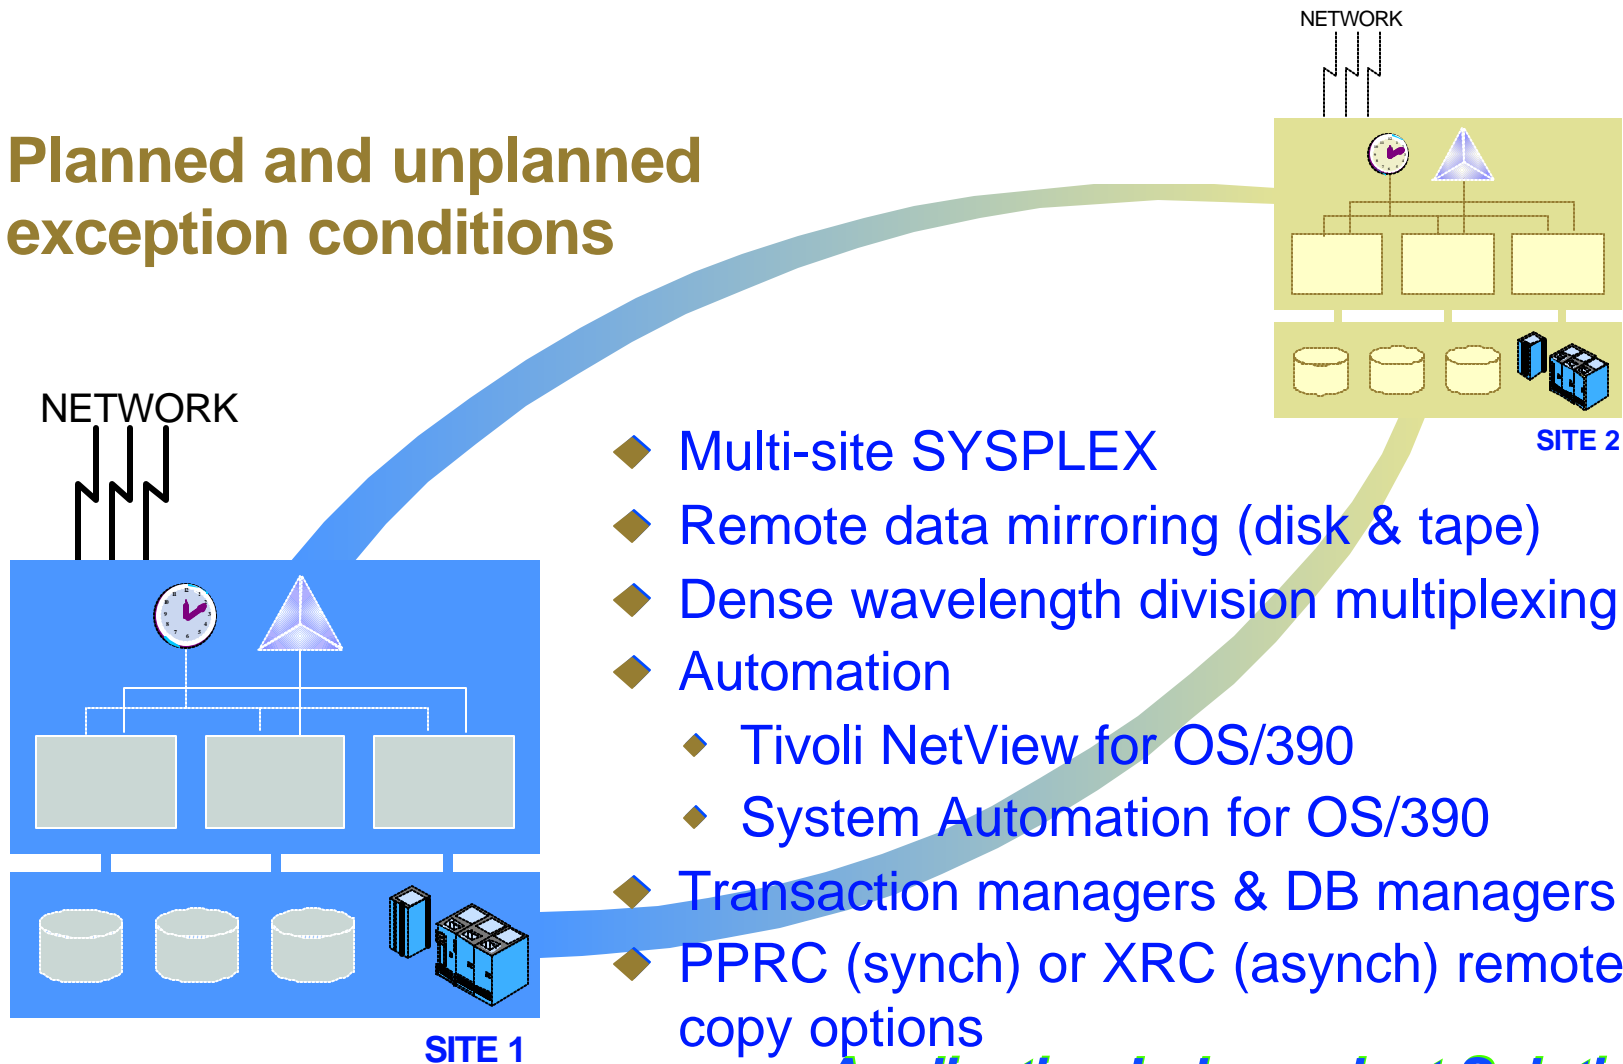 NETWORK
Planned and unplanned
exception conditions
NETWORK
SITE 2
Multi-site SYSPLEX
Remote data mirroring (disk & tape)
Dense wavelength division multiplexing
Automation
Tivoli NetView for OS/390
System Automation for OS/390
Transaction managers & DB managers
PPRC (synch) or XRC (asynch) remote
copy options
SITE 1